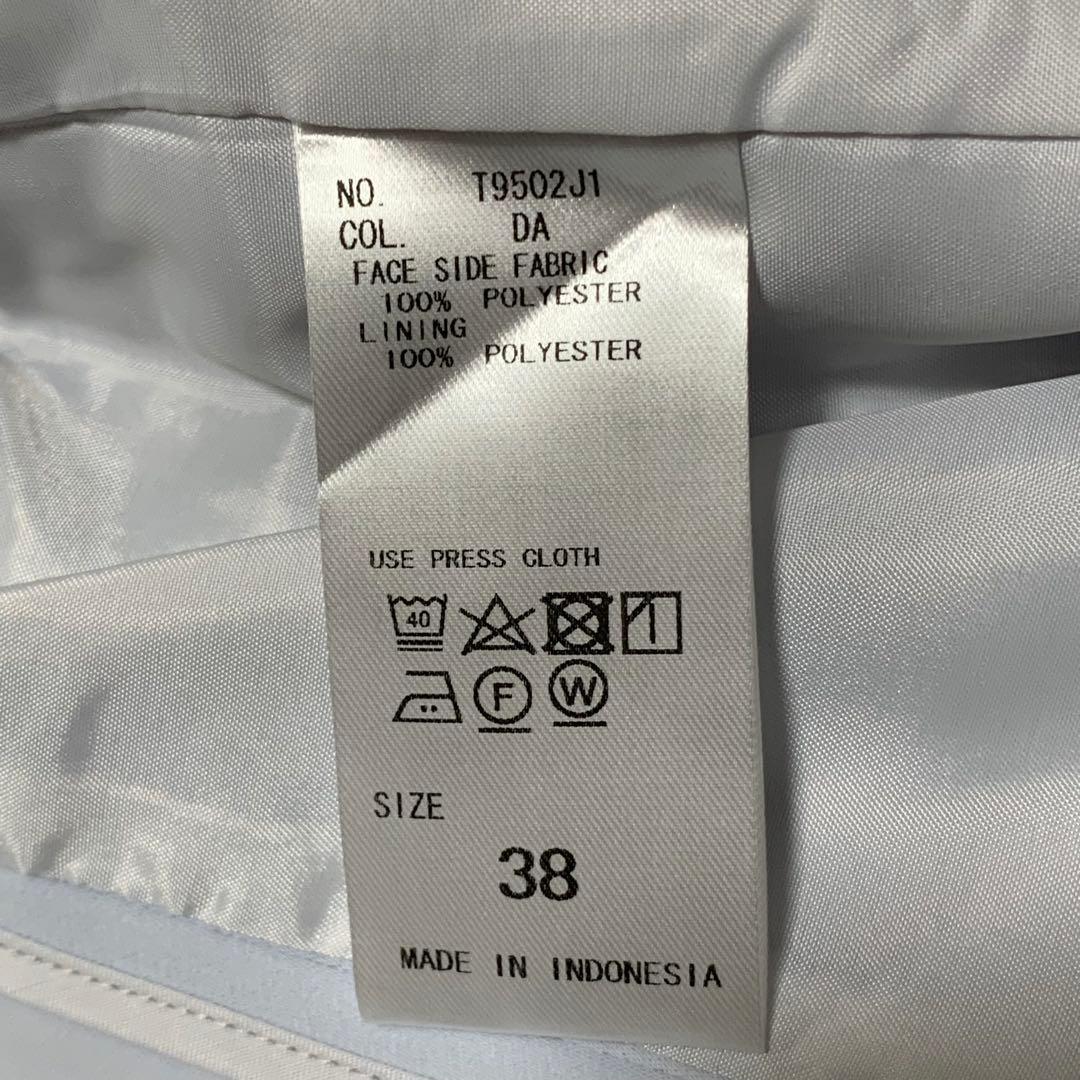 NO. T9502J1
COL. DA
FACE SIDE FABRIC
100% POLYESTER
LINING
100% POLYESTER
USE PRESS CLOTH
40
F W
SIZE
38
MADE IN INDONESIA